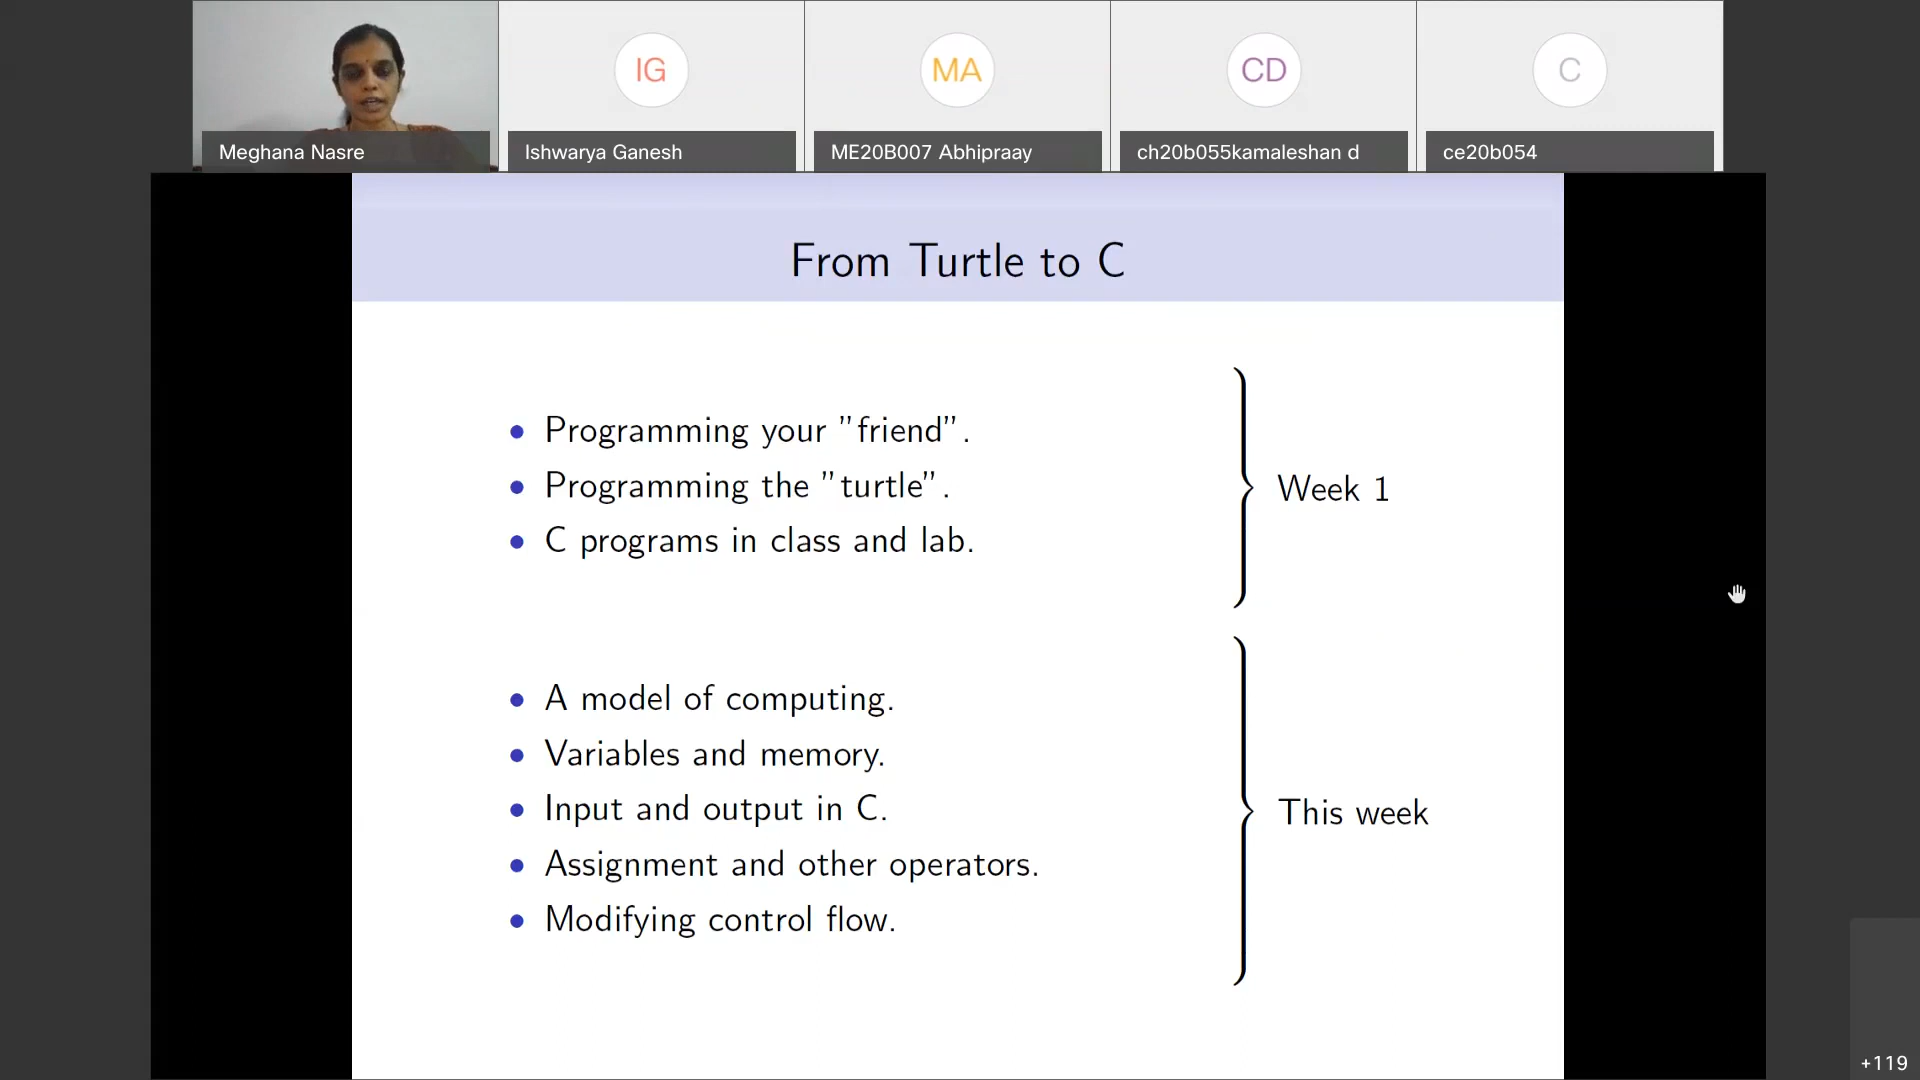 IG
MA
CD
C
Meghana Nasre
Ishwarya Ganesh
ME20B007 Abhipraay
ch20b055kamaleshan d
ce20b054
From Turtle to C
• Programming your "friend".
• Programming the "turtle".
• C programs in class and lab.
Week 1
• A model of computing.
• Variables and memory.
• Input and output in C.
• Assignment and other operators.
• Modifying control flow.
This week
+119